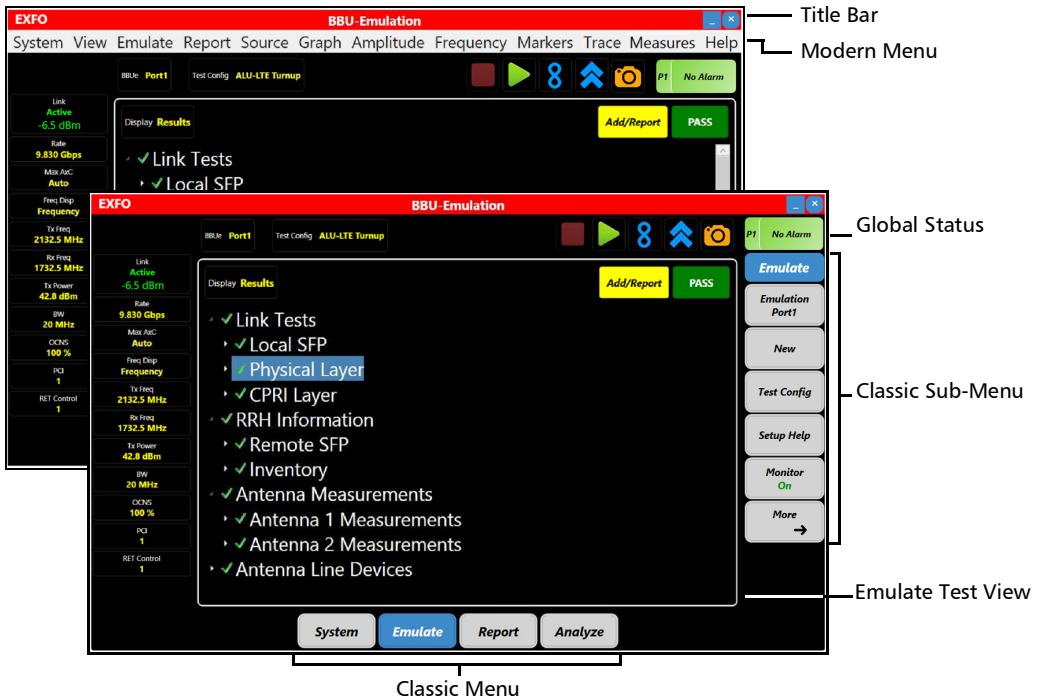 EXFO
BBU-Emulation
Title Bar
System View Emulate Report Source Graph Amplitude Frequency Markers Trace Measures Help
Modern Menu
BBUe Port1
Test Config ALU-LTE Turnup
P1 No Alarm
Link
Active
-6.5 dBm
Rate
9.830 Gbps
Max AxC
Auto
Freq Disp
Frequency
Tx Freq
2132.5 MHz
Rx Freq
1732.5 MHz
Tx Power
42.8 dBm
BW
20 MHz
OCNS
100 %
PCI
1
RET Control
1
Display Results
Add/Report
PASS
Link Tests
Local SFP
EXFO
BBU-Emulation
BBUe Port1
Test Config ALU-LTE Turnup
P1 No Alarm
Global Status
Link
Active
-6.5 dBm
Rate
9.830 Gbps
Max AxC
Auto
Freq Disp
Frequency
Tx Freq
2132.5 MHz
Rx Freq
1732.5 MHz
Tx Power
42.8 dBm
BW
20 MHz
OCNS
100 %
PCI
1
RET Control
1
Display Results
Add/Report
PASS
Link Tests
Local SFP
Physical Layer
CPRI Layer
RRH Information
Remote SFP
Inventory
Antenna Measurements
Antenna 1 Measurements
Antenna 2 Measurements
Antenna Line Devices
Emulate
Emulation
Port1
New
Test Config
Setup Help
Monitor
On
More
Classic Sub-Menu
Emulate Test View
System
Emulate
Report
Analyze
Classic Menu